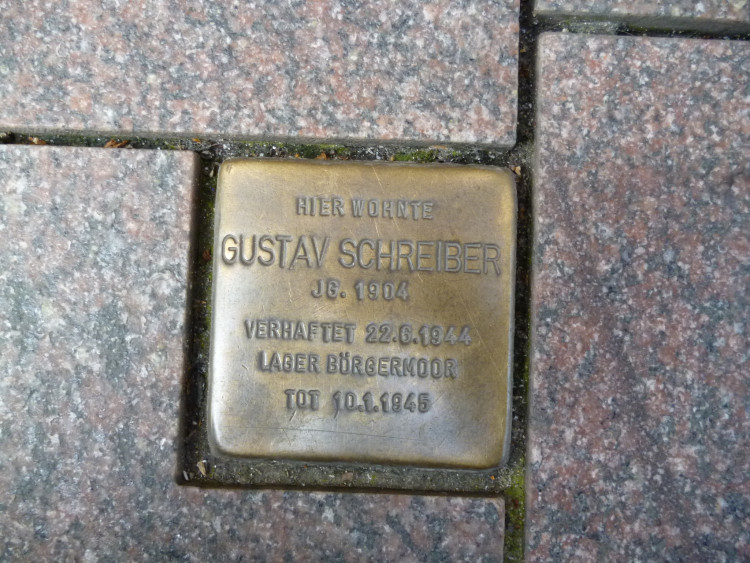 HIER WOHNTE
GUSTAV SCHREIBER
JG. 1904
VERHAFTET 22.6.1944
LAGER BÖRGERMOOR
TOT 10.1.1945